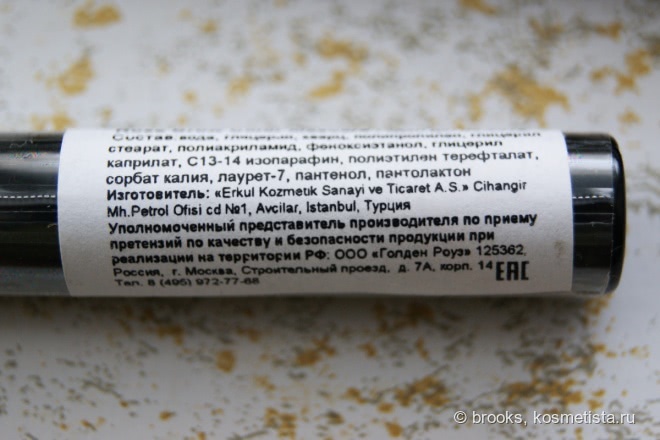 Состав: вода, глицерин, кварц, полипропилен, глицерил
стеарат, полиакриламид, феноксиэтанол, глицерил
каприлат, С13-14 изопарафин, полиэтилен терефталат,
сорбат калия, лаурет-7, пантенол, пантолактон
Изготовитель: «Erkul Kozmetik Sanayi ve Ticaret A.S.» Cihangir
Mh.Petrol Ofisi cd №1, Avcilar, Istanbul, Турция
Уполномоченный представитель производителя по приему
претензий по качеству и безопасности продукции при
реализации на территории РФ: ООО «Голден Роуз» 125362,
Россия, г. Москва, Строительный проезд, д. 7А, корп. 14
EAC
Тел. 8 (495) 972-77-68
© brooks, kosmetista.ru